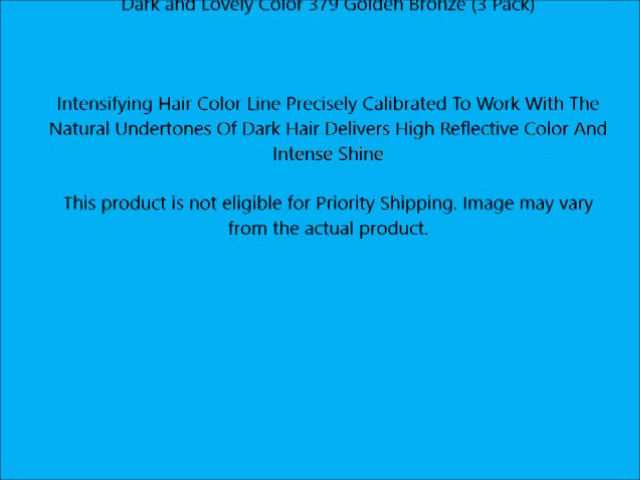 Dark and Lovely Color 379 Golden Bronze (3 Pack)
Intensifying Hair Color Line Precisely Calibrated To Work With The
Natural Undertones Of Dark Hair Delivers High Reflective Color And
Intense Shine
This product is not eligible for Priority Shipping. Image may vary
from the actual product.